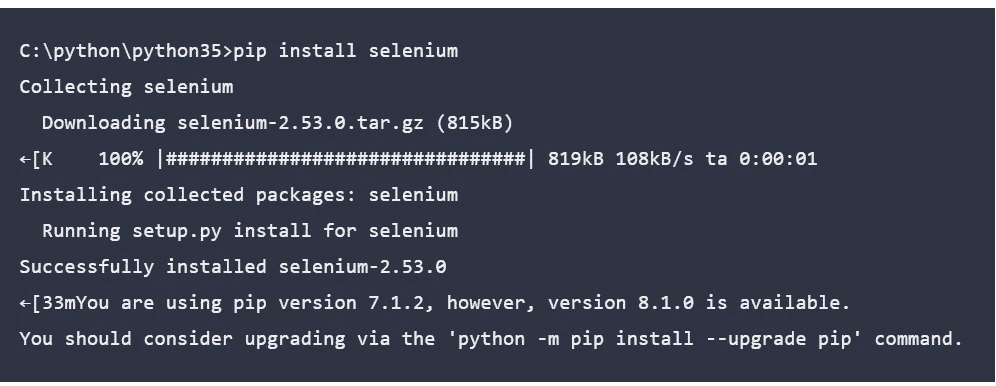 C:\python\python35>pip install selenium
Collecting selenium
  Downloading selenium-2.53.0.tar.gz (815kB)
←[K    100% |################################| 819kB 108kB/s ta 0:00:01
Installing collected packages: selenium
  Running setup.py install for selenium
Successfully installed selenium-2.53.0
←[33mYou are using pip version 7.1.2, however, version 8.1.0 is available.
You should consider upgrading via the 'python -m pip install --upgrade pip' command.